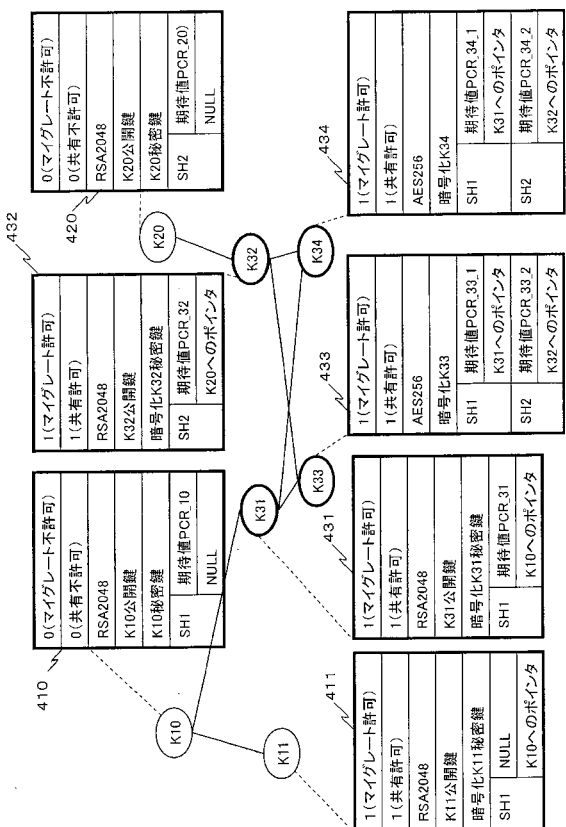 410
0(マイグレート不許可)
0(共有不許可)
RSA2048
K10公開鍵
K10秘密鍵
SH1 期待値PCR_10
NULL
432
1(マイグレート許可)
1(共有許可)
RSA2048
K32公開鍵
暗号化K32秘密鍵
SH2 期待値PCR_32
K20へのポインタ
420
0(マイグレート不許可)
0(共有不許可)
RSA2048
K20公開鍵
K20秘密鍵
SH2 期待値PCR_20)
NULL
K10
K11
K31
K33
K20
K32
K34
411
1(マイグレート許可)
1(共有許可)
RSA2048
K11公開鍵
暗号化K11秘密鍵
SH1 NULL
K10へのポインタ
431
1(マイグレート許可)
1(共有許可)
RSA2048
K31公開鍵
暗号化K31秘密鍵
SH1 期待値PCR_31
K10へのポインタ
433
1(マイグレート許可)
1(共有許可)
AES256
暗号化K33
SH1 期待値PCR_33_1
K31へのポインタ
SH2 期待値PCR_33_2
K32へのポインタ
434
1(マイグレート許可)
1(共有許可)
AES256
暗号化K34
SH1 期待値PCR_34_1
K31へのポインタ
SH2 期待値PCR_34_2
K32へのポインタ